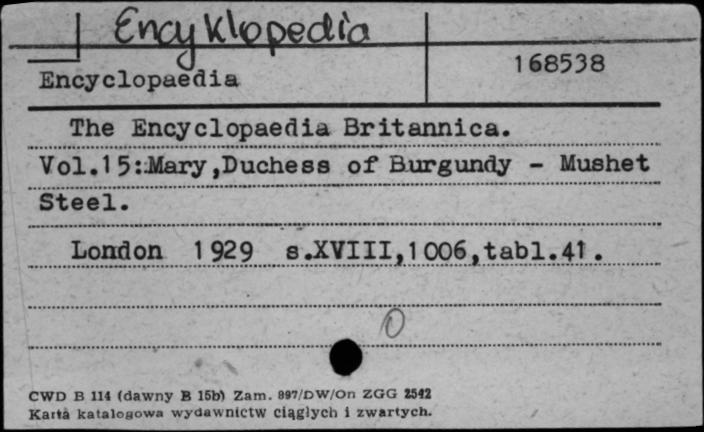 Encyklopedia
Encyclopaedia
168538
The Encyclopaedia Britannica.
Vol.15:Mary,Duchess of Burgundy - Mushet
Steel.
London 1929 s.XVIII,1006,tabl.41.
0
CWD B 114 (dawny B 15b) Zam. 897/DW/On ZGG 2542
Karta katalogowa wydawnictw ciągłych i zwartych.